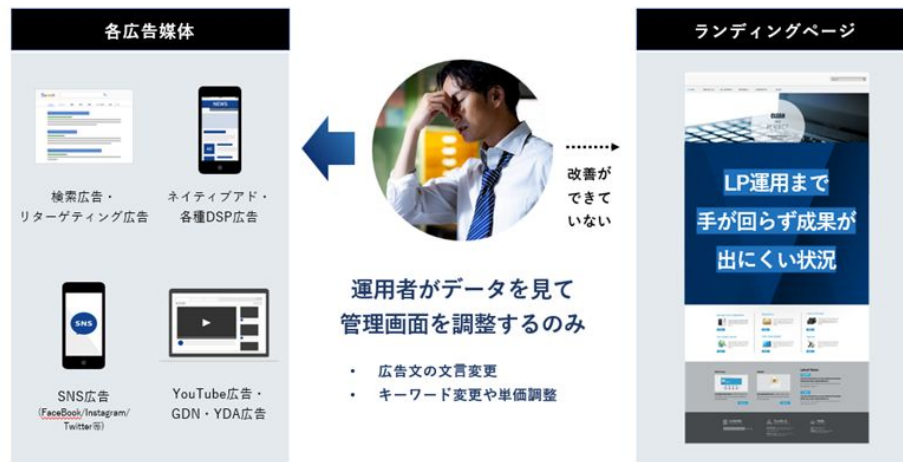 各広告媒体
検索広告・
リターゲティング広告
NEWS
ネイティブアド・
各種DSP広告
SNS
SNS広告
(FaceBook/Instagram/
Twitter等)
YouTube広告・
GDN・YDA広告
改善が
できて
いない
運用者がデータを見て
管理画面を調整するのみ
• 広告文の文言変更
• キーワード変更や単価調整
ランディングページ
LP運用まで
手が回らず成果が
出にくい状況